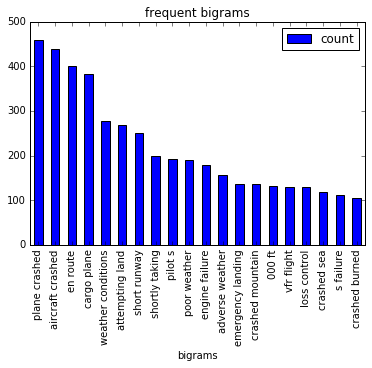 frequent bigrams
count
500
400
300
200
100
0
plane crashed
aircraft crashed
en route
cargo plane
weather conditions
attempting land
short runway
shortly taking
pilot s
poor weather
engine failure
adverse weather
emergency landing
crashed mountain
000 ft
vfr flight
loss control
crashed sea
s failure
crashed burned
bigrams